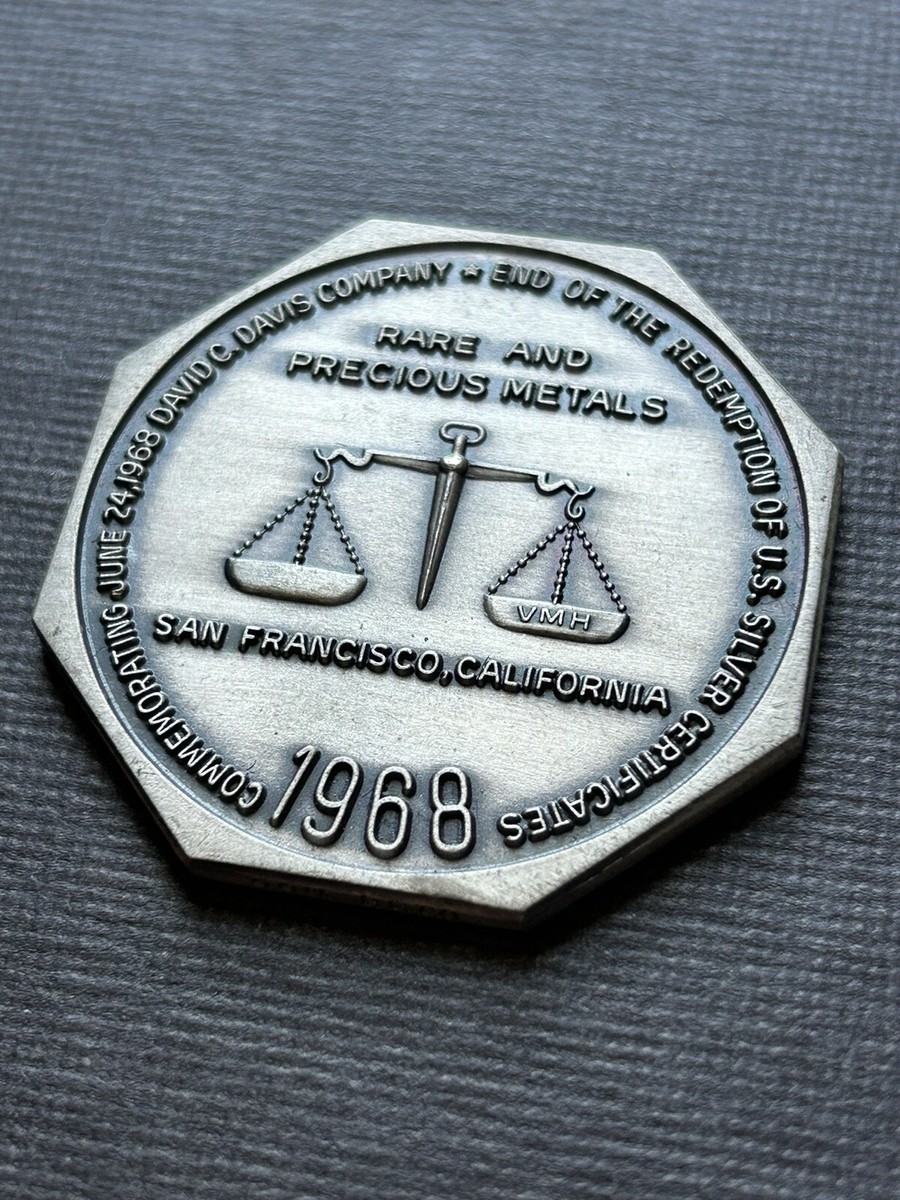 COMMEMORATING JUNE 24, 1968 DAVID C. DAVIS COMPANY ★ END OF THE REDEMPTION OF U.S. SILVER CERTIFICATES
RARE AND
PRECIOUS METALS
VMH
SAN FRANCISCO, CALIFORNIA
1968